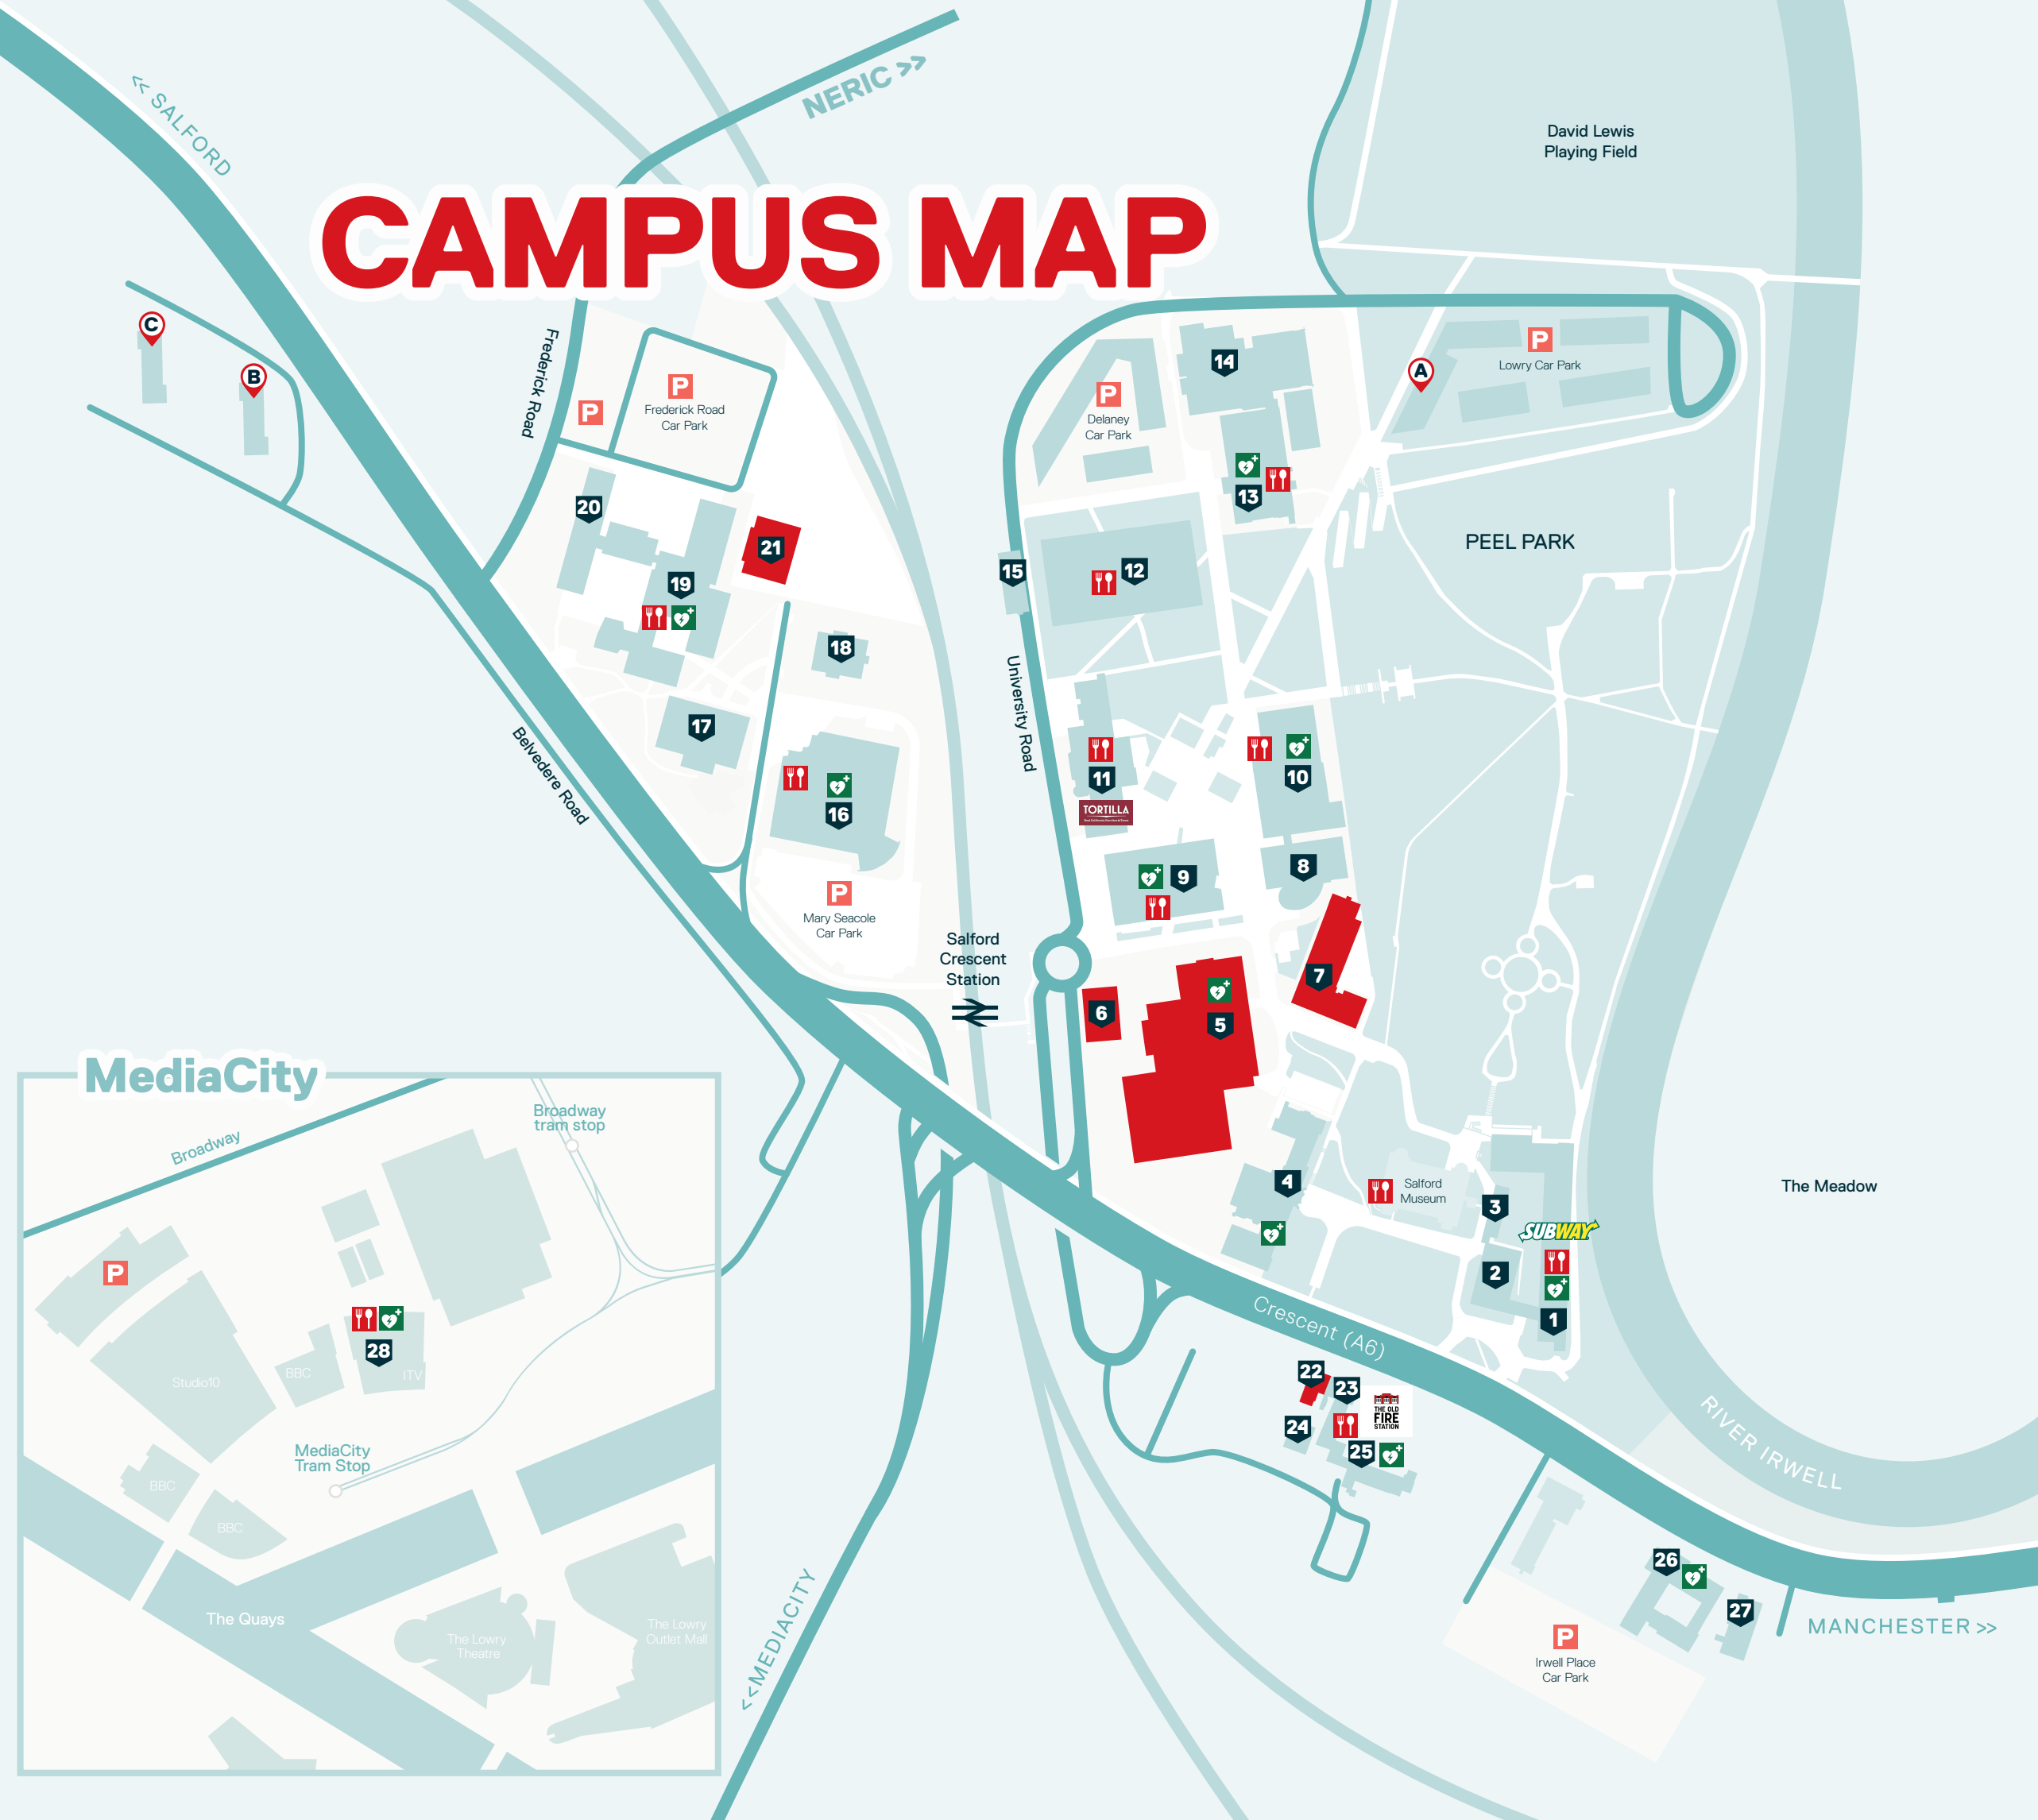 << SALFORD
NERIC >>
CAMPUS MAP
David Lewis
Playing Field
C
B
Frederick Road
P
P
Frederick Road
Car Park
14
P
Delaney
Car Park
A
P
Lowry Car Park
13
20
21
19
15
12
PEEL PARK
18
17
University Road
Belvedere Road
16
11
TORTILLA
10
9
8
P
Mary Seacole
Car Park
Salford
Crescent
Station
7
6
5
4
Salford
Museum
3
SUBWAY
2
1
The Meadow
Crescent (A6)
22
23
THE OLD
FIRE
STATION
24
25
RIVER IRWELL
26
27
MANCHESTER >>
P
Irwell Place
Car Park
<<MEDIACITY
MediaCity
Broadway
Broadway
tram stop
P
Studio10
BBC
28
ITV
MediaCity
Tram Stop
BBC
BBC
The Quays
The Lowry
Theatre
The Lowry
Outlet Mall